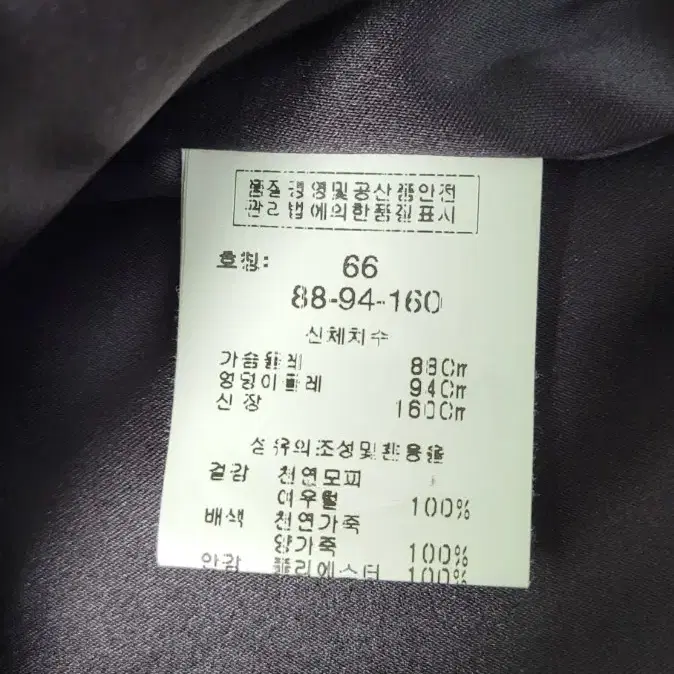 품질경영및공산품안전
관리법에의한품질표시
호칭: 66
88-94-160
신체치수
가슴둘레 880m
엉덩이둘레 940m
신장 1600m
섬유의조성및혼용율
겉감 천연모피
여우털 100%
배색 천연가죽
양가죽 100%
안감 폴리에스터 100%